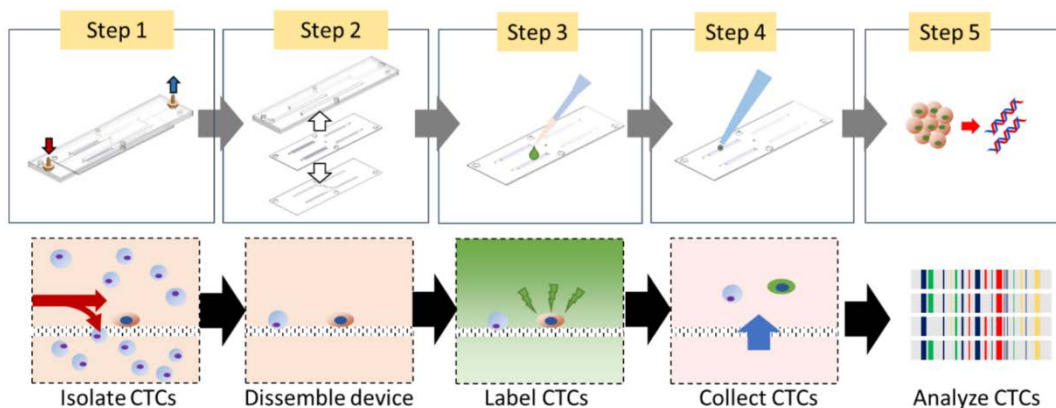 Step 1
Step 2
Step 3
Step 4
Step 5
Isolate CTCs
Dissemble device
Label CTCs
Collect CTCs
Analyze CTCs